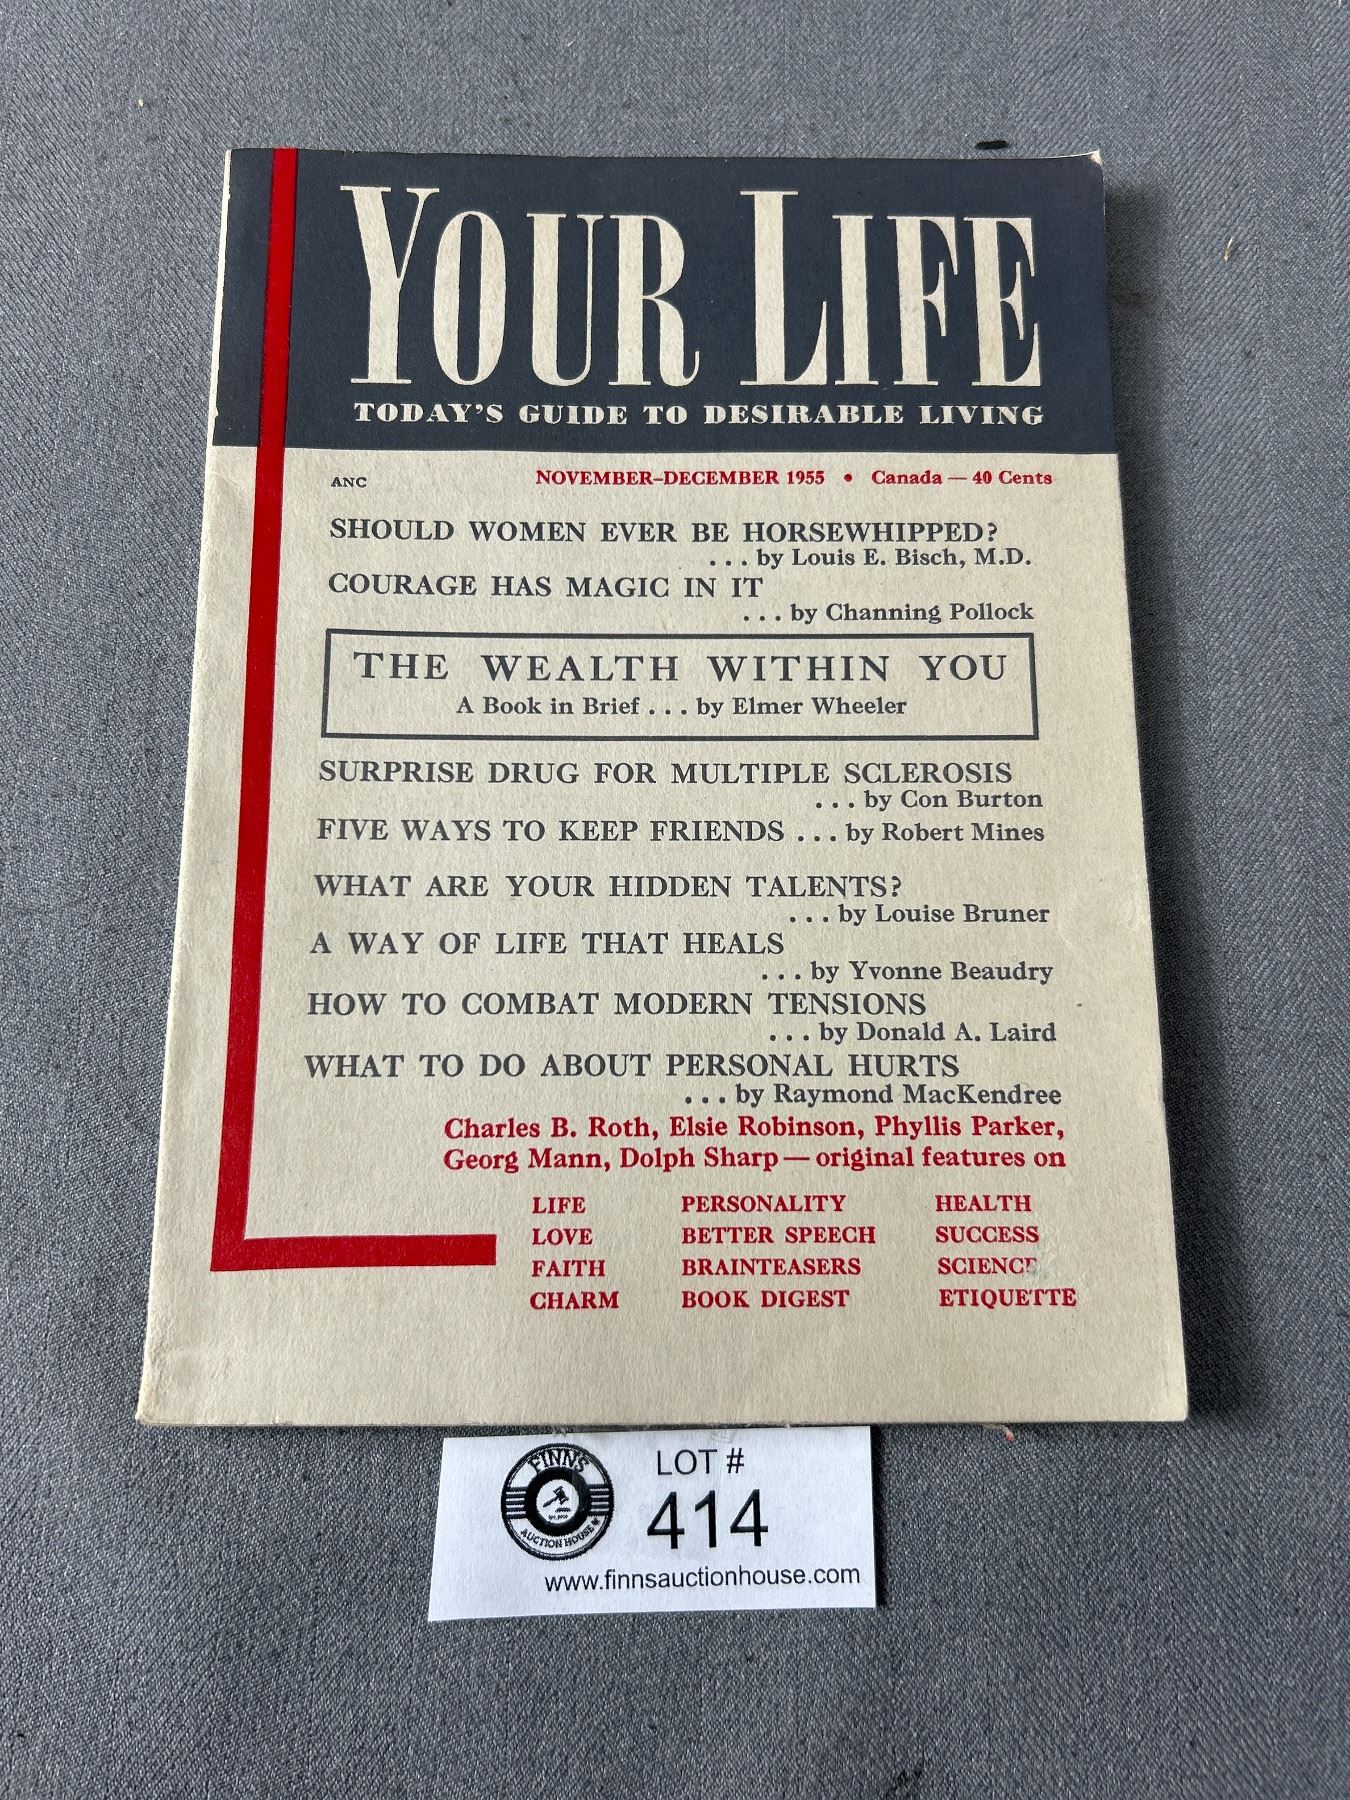 YOUR LIFE
TODAY'S GUIDE TO DESIRABLE LIVING
ANC NOVEMBER-DECEMBER 1955 • Canada — 40 Cents
SHOULD WOMEN EVER BE HORSEWHIPPED?
...by Louis E. Bisch, M.D.
COURAGE HAS MAGIC IN IT
...by Channing Pollock
THE WEALTH WITHIN YOU
A Book in Brief...by Elmer Wheeler
SURPRISE DRUG FOR MULTIPLE SCLEROSIS
...by Con Burton
FIVE WAYS TO KEEP FRIENDS...by Robert Mines
WHAT ARE YOUR HIDDEN TALENTS?
...by Louise Bruner
A WAY OF LIFE THAT HEALS
...by Yvonne Beaudry
HOW TO COMBAT MODERN TENSIONS
...by Donald A. Laird
WHAT TO DO ABOUT PERSONAL HURTS
...by Raymond MacKendree
Charles B. Roth, Elsie Robinson, Phyllis Parker,
Georg Mann, Dolph Sharp — original features on
LIFE PERSONALITY HEALTH
LOVE BETTER SPEECH SUCCESS
FAITH BRAINTEASERS SCIENCE
CHARM BOOK DIGEST ETIQUETTE
FINNS
AUCTION HOUSE
LOT #
414
www.finnsauctionhouse.com